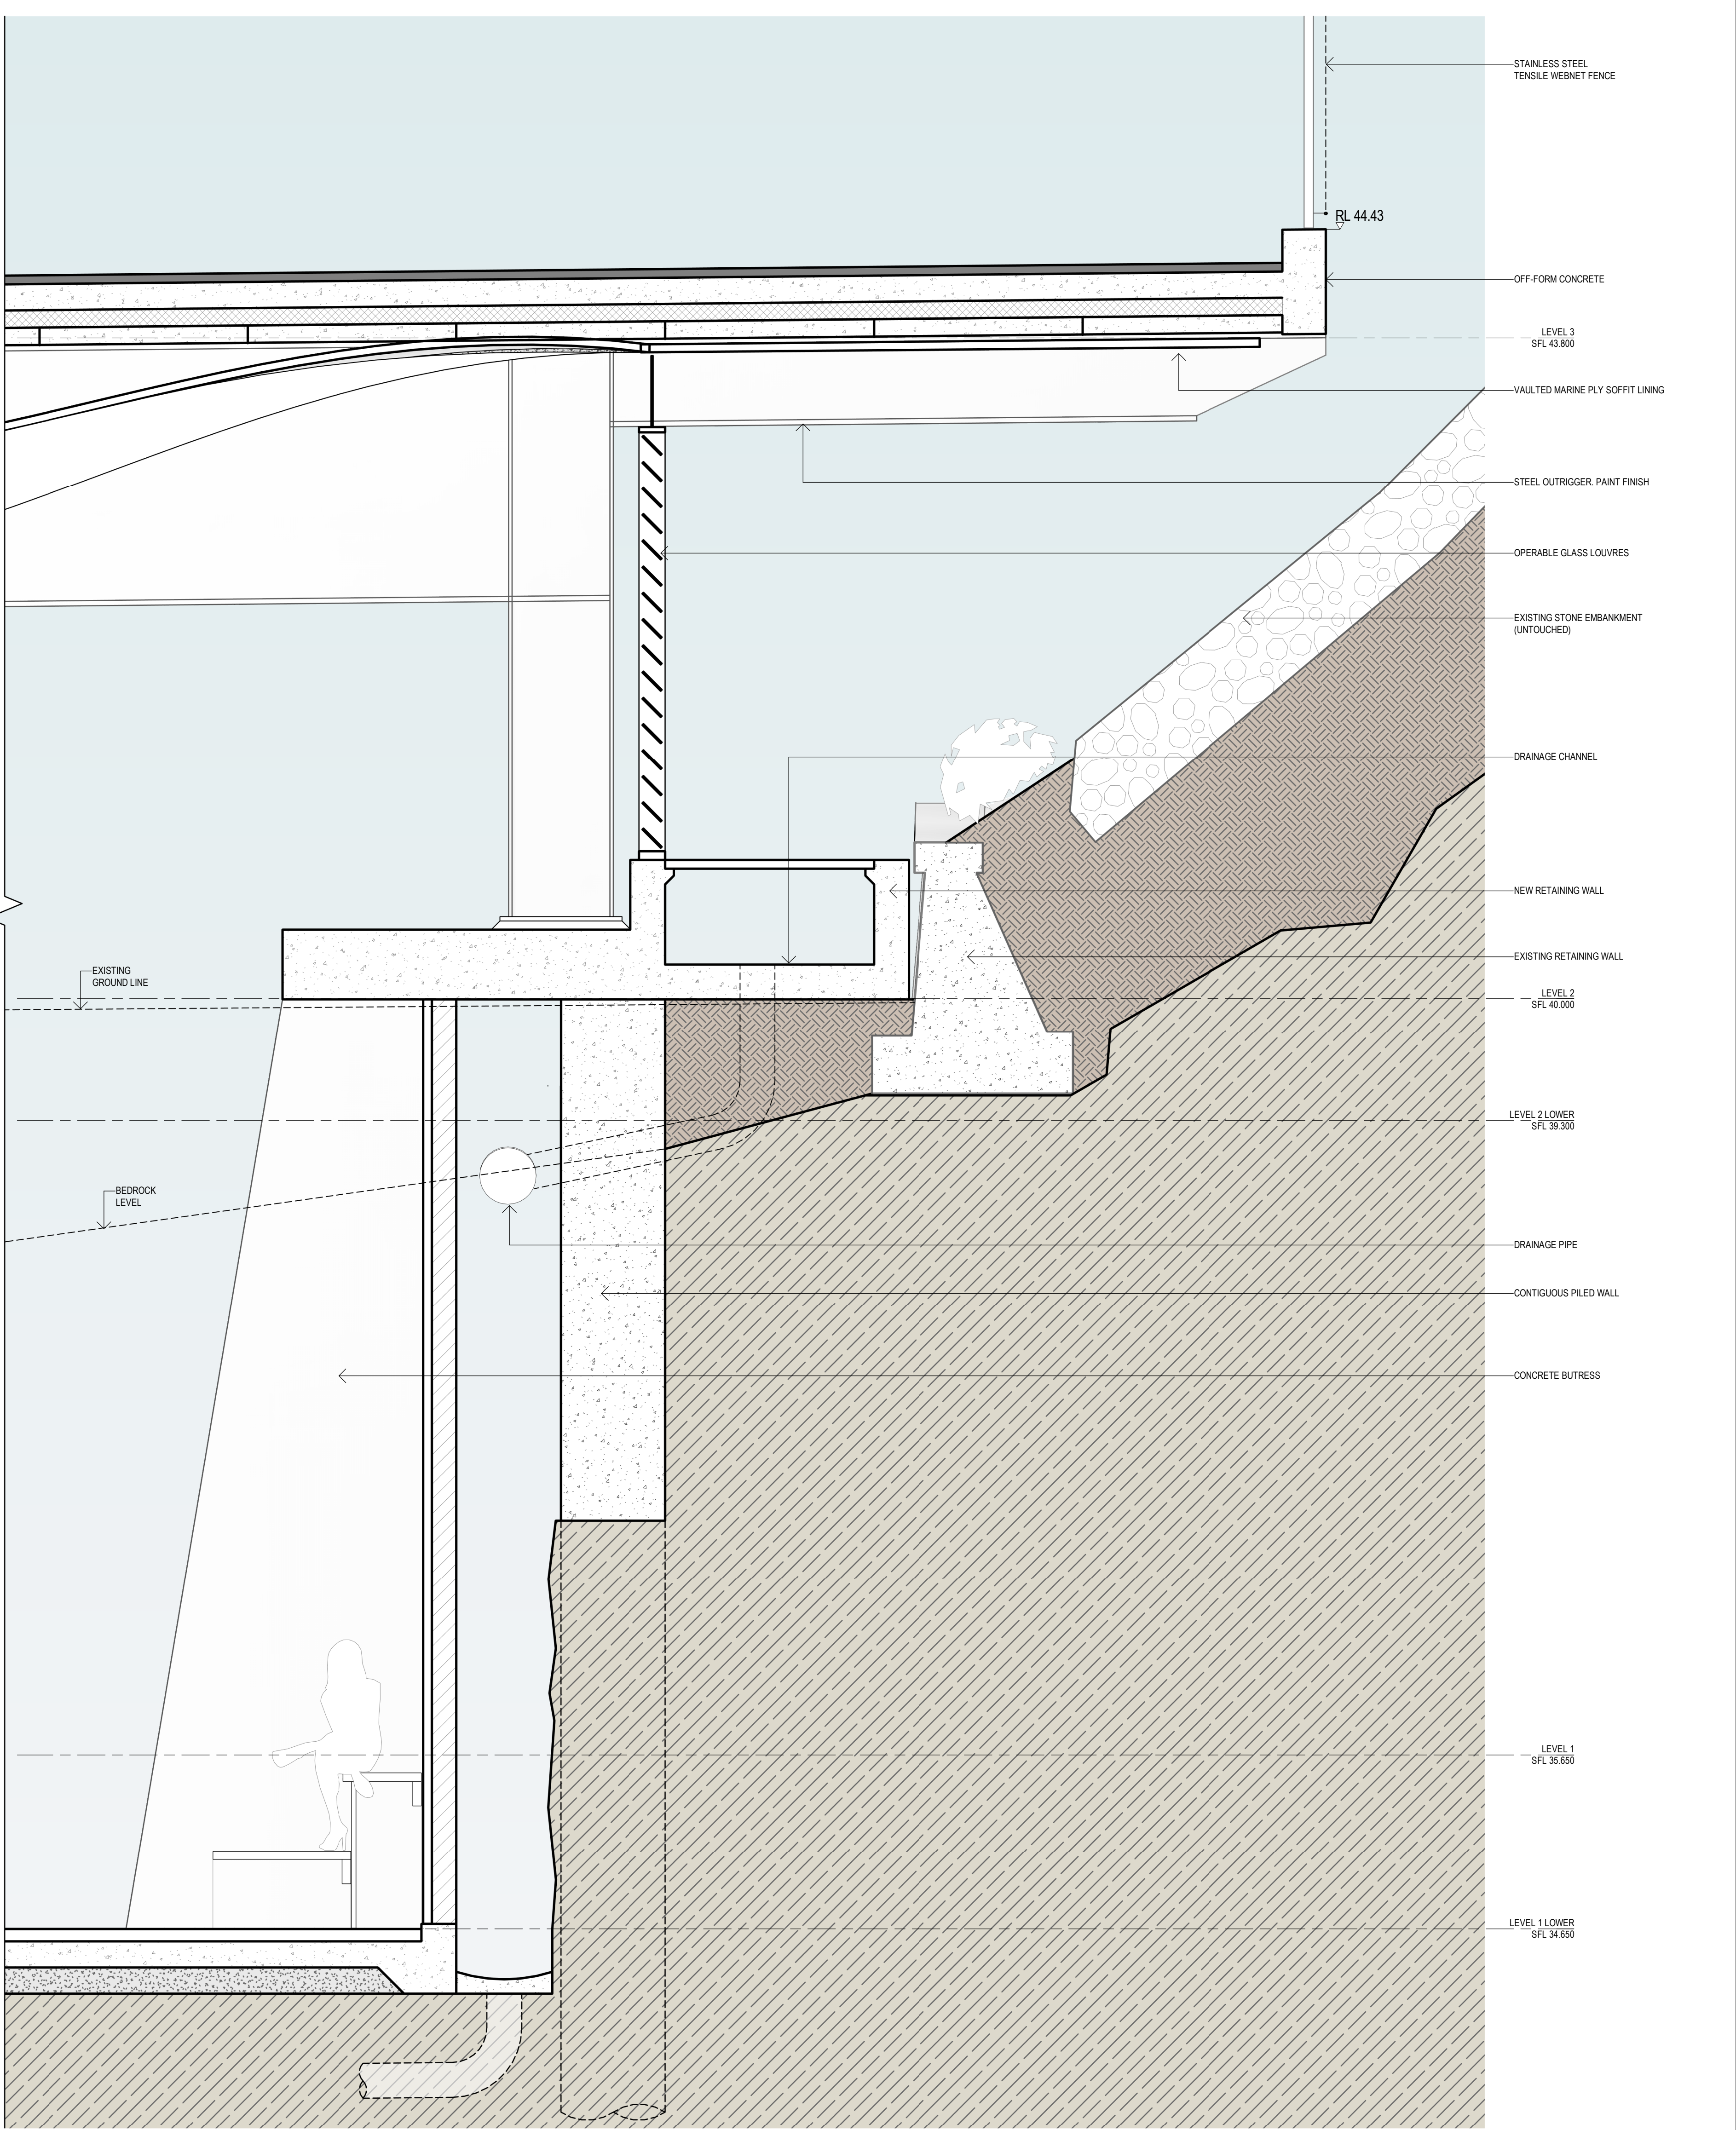 STAINLESS STEEL
TENSILE WEBNET FENCE
RL 44.43
OFF-FORM CONCRETE
LEVEL 3
SFL 43.800
VAULTED MARINE PLY SOFFIT LINING
STEEL OUTRIGGER. PAINT FINISH
OPERABLE GLASS LOUVRES
EXISTING STONE EMBANKMENT
(UNTOUCHED)
DRAINAGE CHANNEL
NEW RETAINING WALL
EXISTING RETAINING WALL
EXISTING
GROUND LINE
LEVEL 2
SFL 40.000
LEVEL 2 LOWER
SFL 39.300
BEDROCK
LEVEL
DRAINAGE PIPE
CONTIGUOUS PILED WALL
CONCRETE BUTRESS
LEVEL 1
SFL 35.650
LEVEL 1 LOWER
SFL 34.650